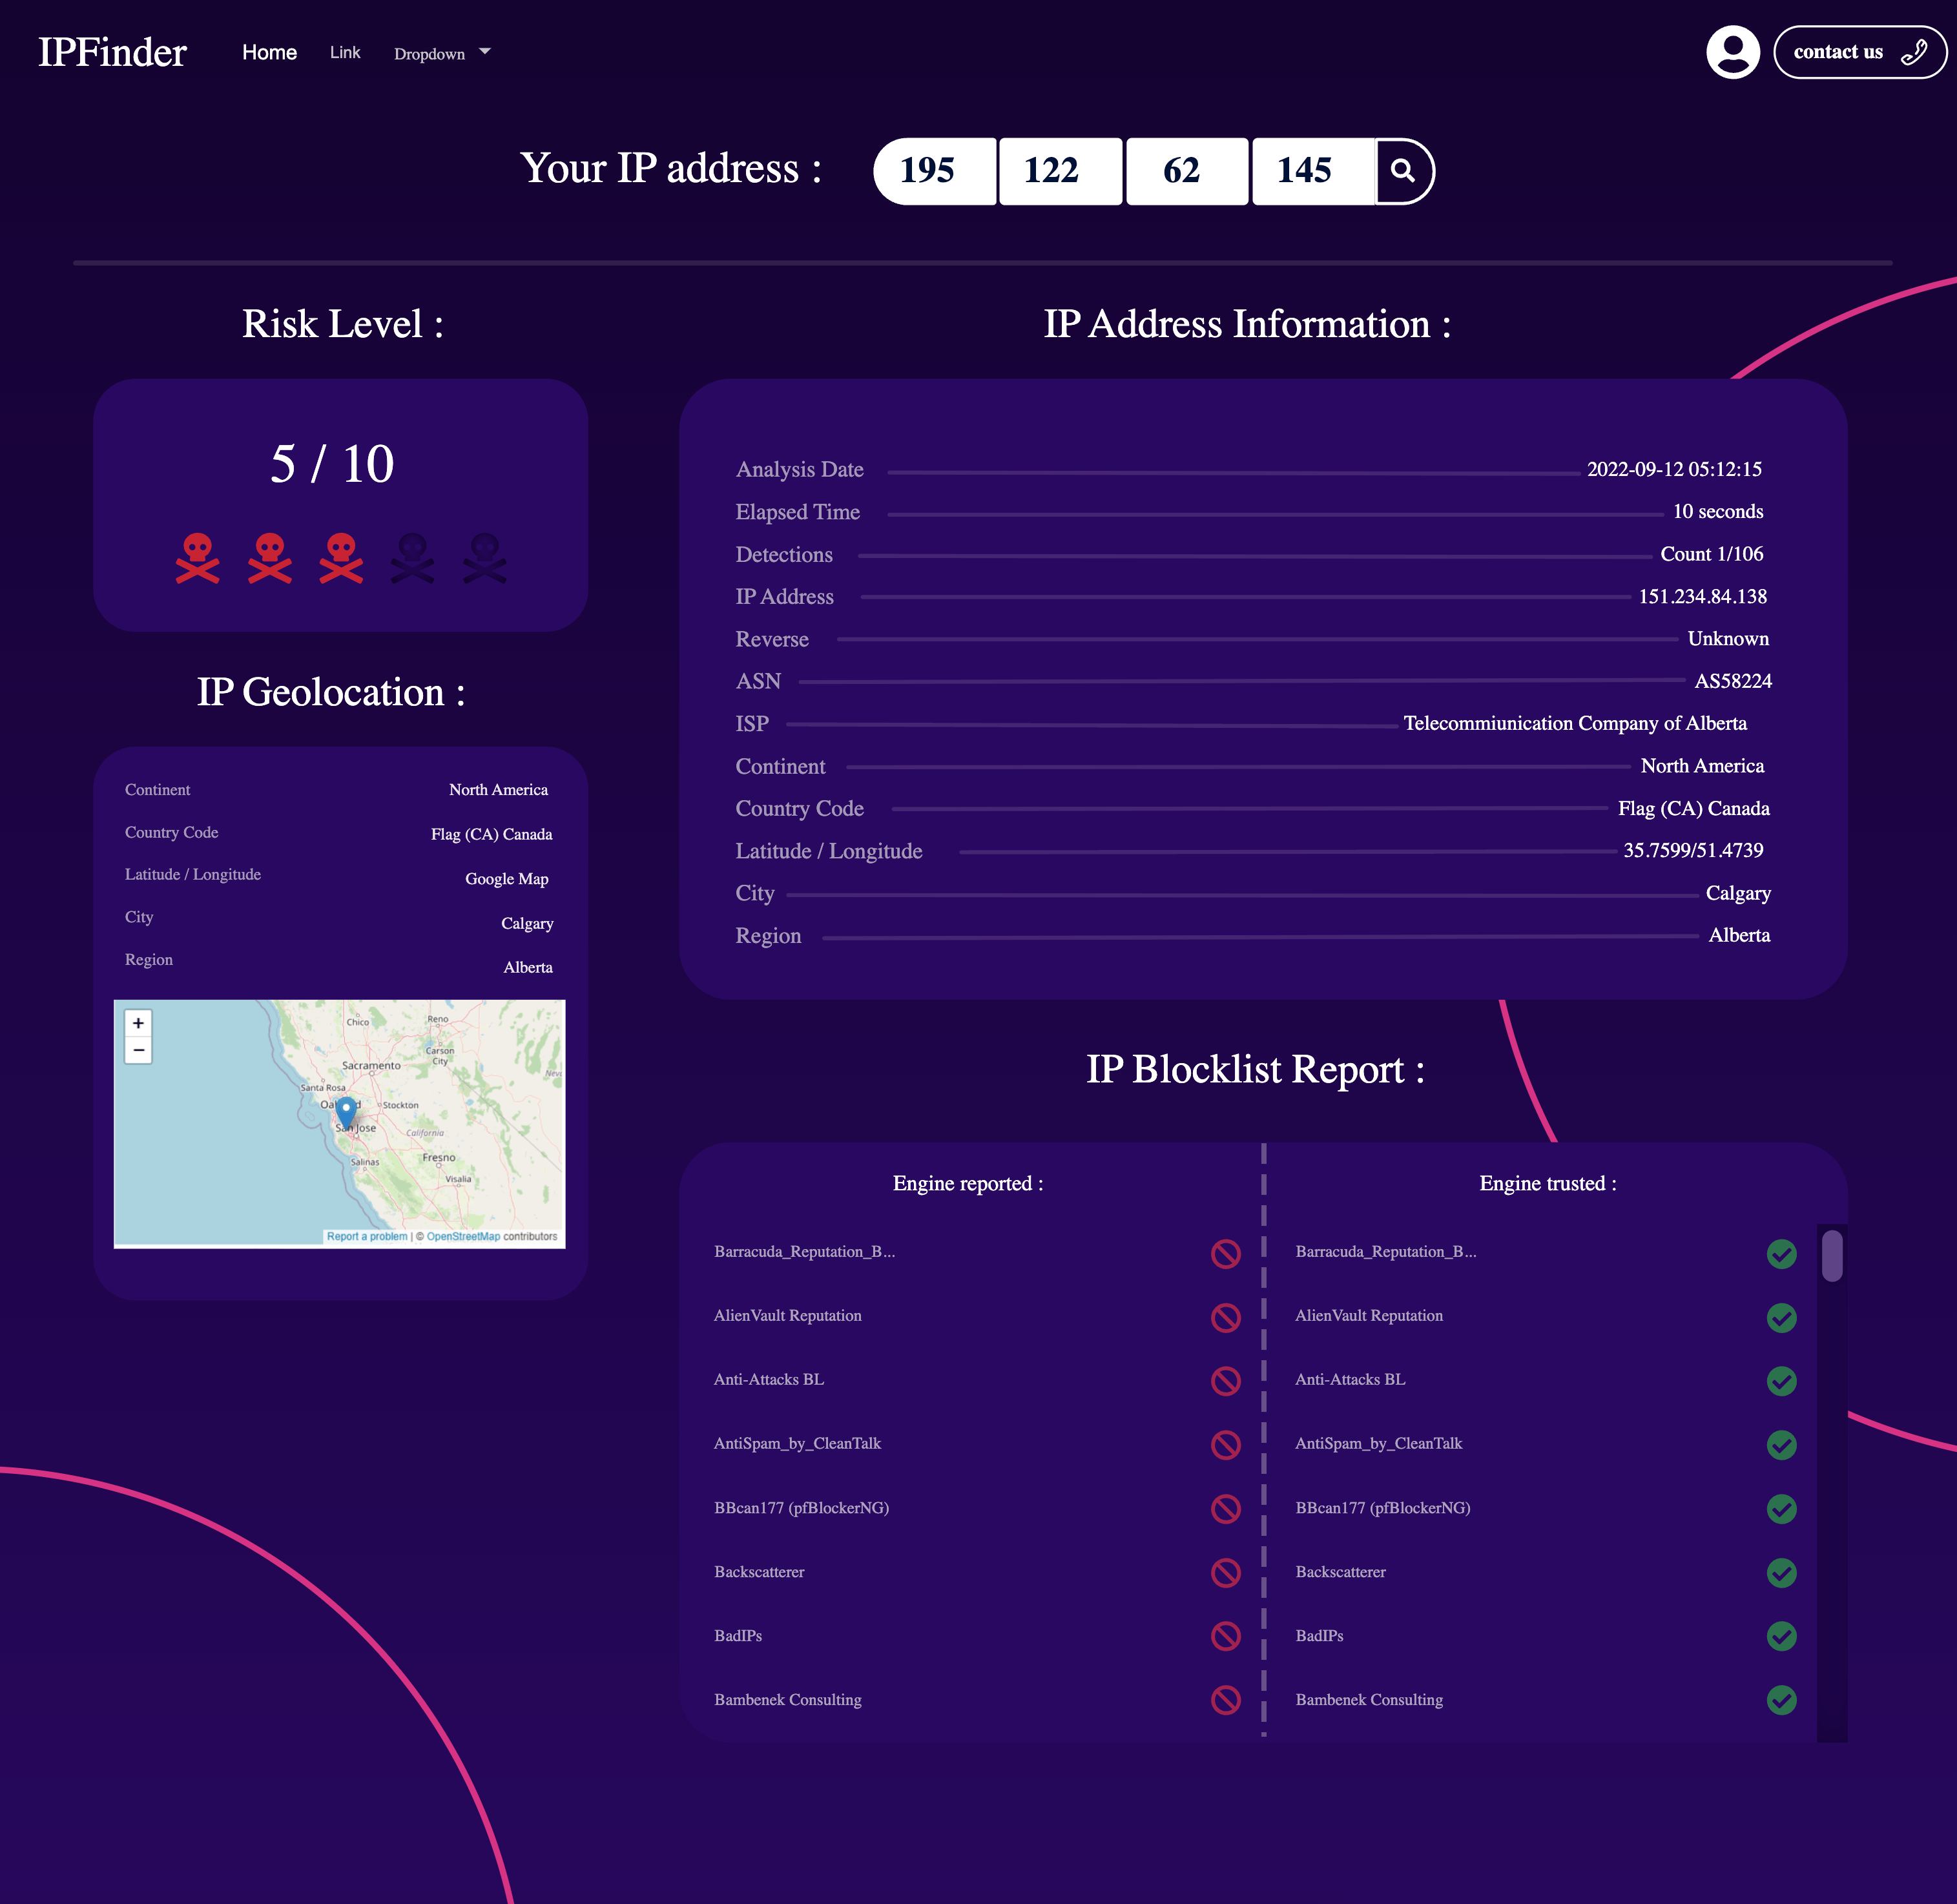 IPFinder Home Link Dropdown contact us
Your IP address : 195 122 62 145
Risk Level :
5 / 10
IP Geolocation :
Continent North America
Country Code Flag (CA) Canada
Latitude / Longitude Google Map
City Calgary
Region Alberta
+
−
Chico
Reno
Carson
City
Sacramento
Santa Rosa
Stockton
San Jose
California
Fresno
Salinas
Visalia
Report a problem | © OpenStreetMap contributors
IP Address Information :
Analysis Date 2022-09-12 05:12:15
Elapsed Time 10 seconds
Detections Count 1/106
IP Address 151.234.84.138
Reverse Unknown
ASN AS58224
ISP Telecommiunication Company of Alberta
Continent North America
Country Code Flag (CA) Canada
Latitude / Longitude 35.7599/51.4739
City Calgary
Region Alberta
IP Blocklist Report :
Engine reported :
Barracuda_Reputation_B...
AlienVault Reputation
Anti-Attacks BL
AntiSpam_by_CleanTalk
BBcan177 (pfBlockerNG)
Backscatterer
BadIPs
Bambenek Consulting
Engine trusted :
Barracuda_Reputation_B...
AlienVault Reputation
Anti-Attacks BL
AntiSpam_by_CleanTalk
BBcan177 (pfBlockerNG)
Backscatterer
BadIPs
Bambenek Consulting